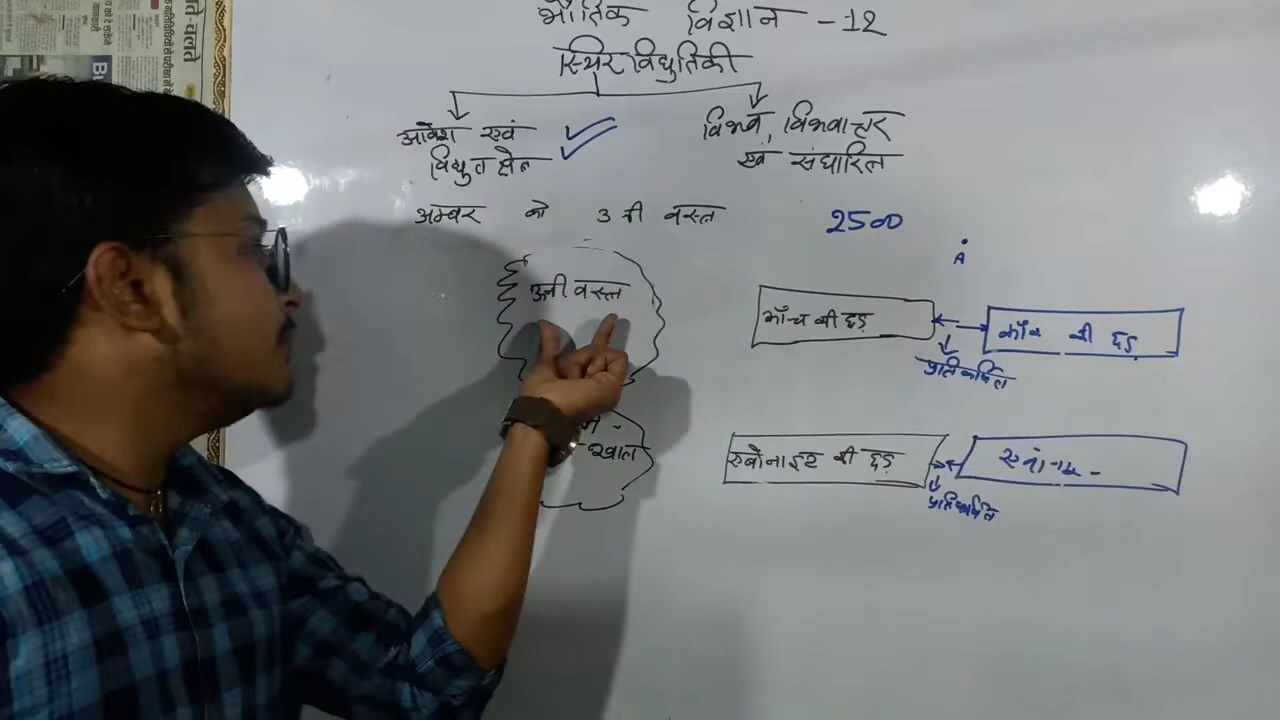 भौतिक विज्ञान - 12
स्थिर विद्युतिकी
आवेश एवं
विद्युत क्षेत्र
विभव, विभवान्तर
एवं संधारित्र
अम्बर को ऊनी वस्त्र
2500
A
ऊनी वस्त्र
खाल
काँच की छड़
काँच की छड़
प्रतिकर्षित
एबोनाइट की छड़
प्रतिकर्षित
चलते